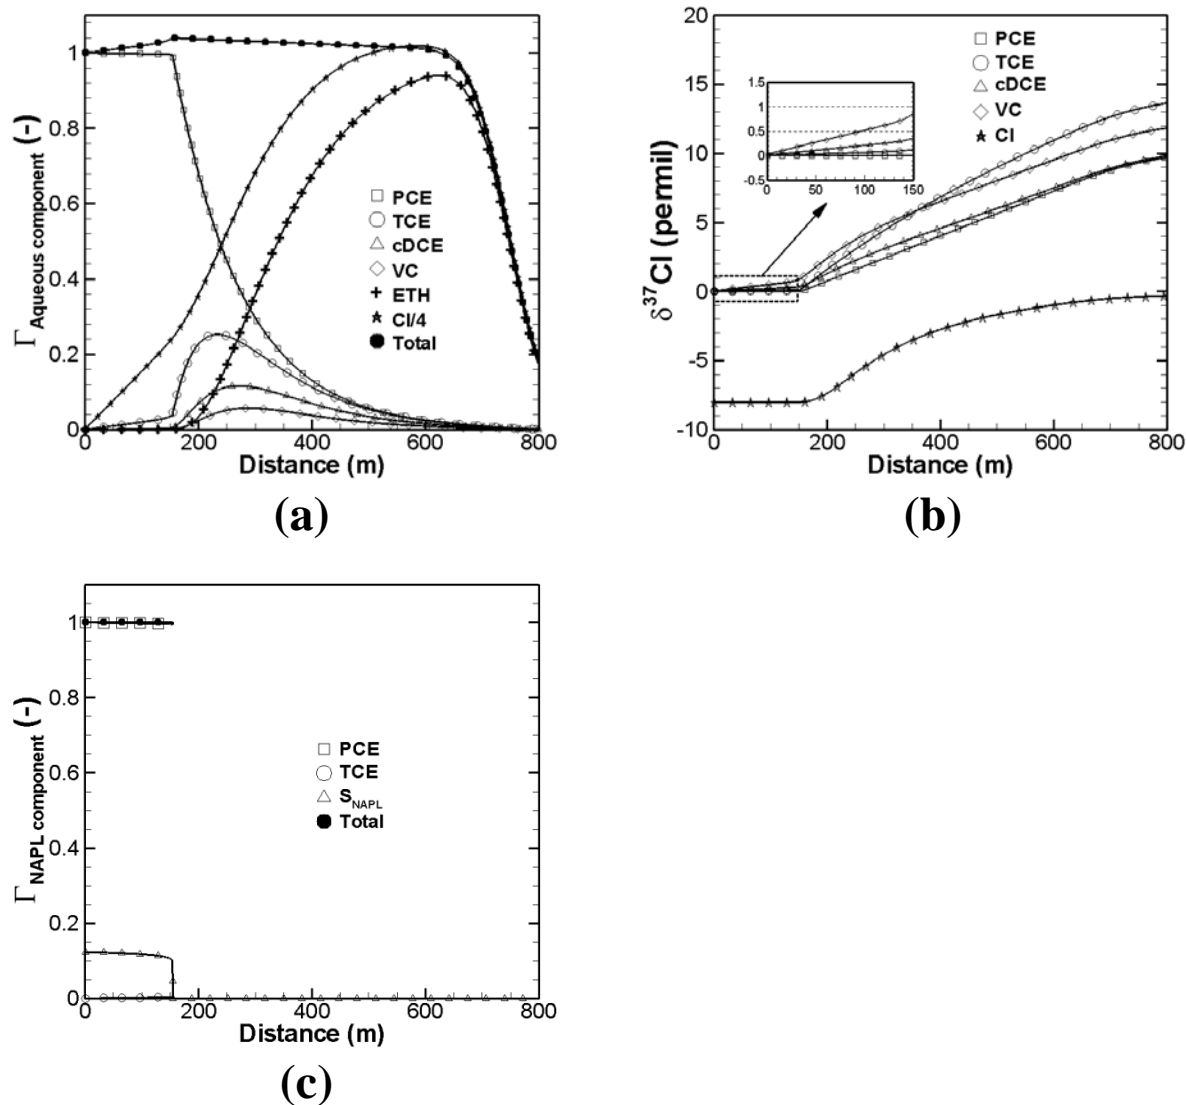 Γ Aqueous component (-)
1
0.8
0.6
0.4
0.2
0
PCE
TCE
cDCE
VC
ETH
Cl/4
Total
0 200 400 600 800
Distance (m)
(a)
δ37Cl (permil)
20
15
10
5
0
-5
-10
PCE
TCE
cDCE
VC
Cl
1.5
1
0.5
0
-0.5
0 50 100 150
0 200 400 600 800
Distance (m)
(b)
Γ NAPL component (-)
1
0.8
0.6
0.4
0.2
0
PCE
TCE
SNAPL
Total
0 200 400 600 800
Distance (m)
(c)